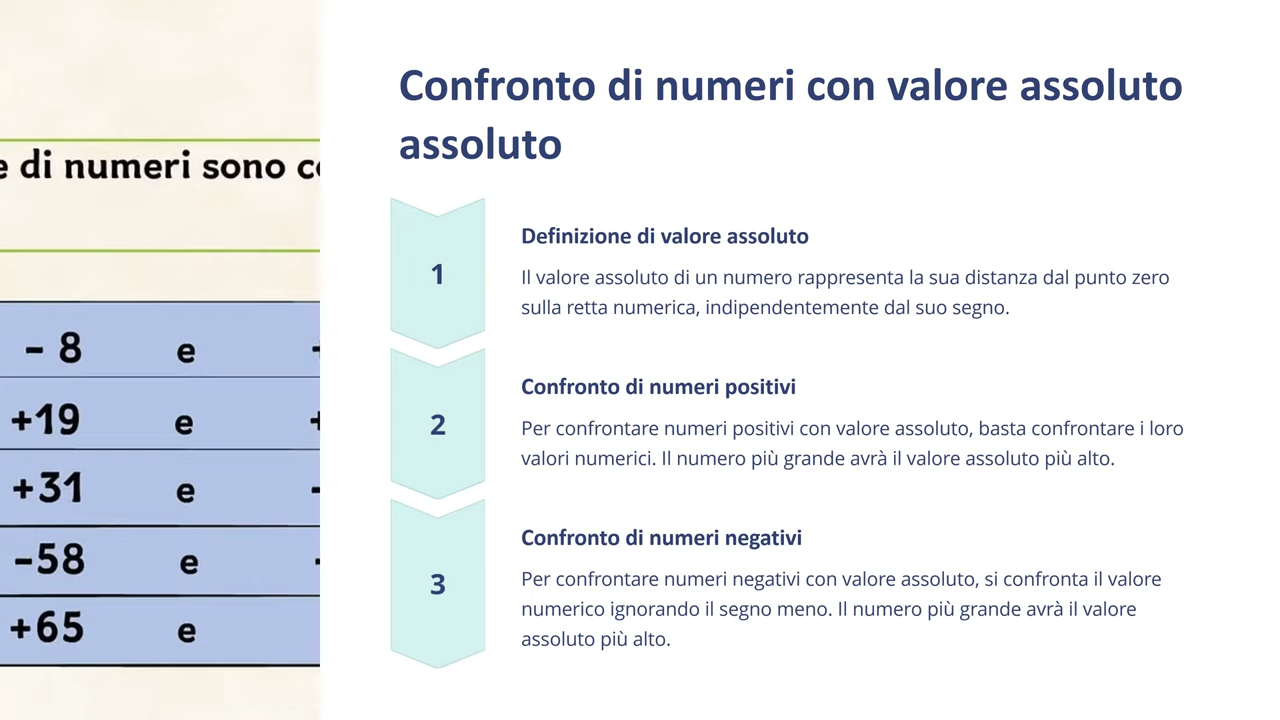 e di numeri sono
- 8 e
+19 e
+31 e
-58 e
+65 e
Confronto di numeri con valore assoluto
assoluto
1
Definizione di valore assoluto
Il valore assoluto di un numero rappresenta la sua distanza dal punto zero
sulla retta numerica, indipendentemente dal suo segno.
2
Confronto di numeri positivi
Per confrontare numeri positivi con valore assoluto, basta confrontare i loro
valori numerici. Il numero più grande avrà il valore assoluto più alto.
3
Confronto di numeri negativi
Per confrontare numeri negativi con valore assoluto, si confronta il valore
numerico ignorando il segno meno. Il numero più grande avrà il valore
assoluto più alto.